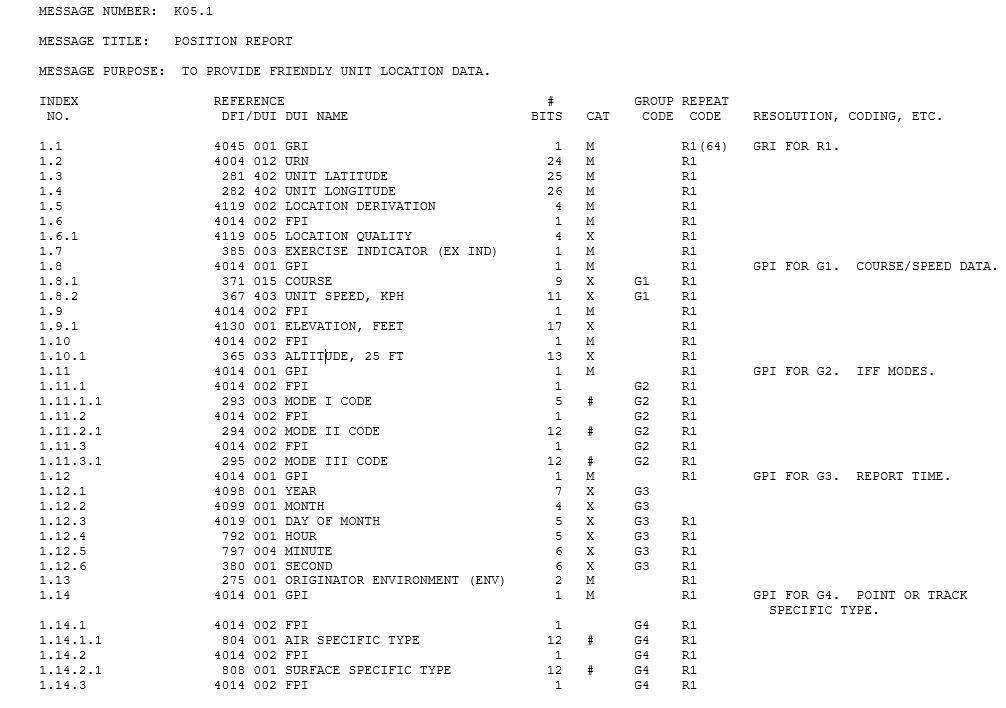 MESSAGE NUMBER: K05.1
MESSAGE TITLE: POSITION REPORT
MESSAGE PURPOSE: TO PROVIDE FRIENDLY UNIT LOCATION DATA.
INDEX REFERENCE # GROUP REPEAT
NO. DFI/DUI DUI NAME BITS CAT CODE CODE RESOLUTION, CODING, ETC.
1.1 4045 001 GRI 1 M R1(64) GRI FOR R1.
1.2 4004 012 URN 24 M R1
1.3 281 402 UNIT LATITUDE 25 M R1
1.4 282 402 UNIT LONGITUDE 26 M R1
1.5 4119 002 LOCATION DERIVATION 4 M R1
1.6 4014 002 FPI 1 M R1
1.6.1 4119 005 LOCATION QUALITY 4 X R1
1.7 385 003 EXERCISE INDICATOR (EX IND) 1 M R1
1.8 4014 001 GPI 1 M R1 GPI FOR G1. COURSE/SPEED DATA.
1.8.1 371 015 COURSE 9 X G1 R1
1.8.2 367 403 UNIT SPEED, KPH 11 X G1 R1
1.9 4014 002 FPI 1 M R1
1.9.1 4130 001 ELEVATION, FEET 17 X R1
1.10 4014 002 FPI 1 M R1
1.10.1 365 033 ALTITUDE, 25 FT 13 X R1
1.11 4014 001 GPI 1 M R1 GPI FOR G2. IFF MODES.
1.11.1 4014 002 FPI 1 G2 R1
1.11.1.1 293 003 MODE I CODE 5 # G2 R1
1.11.2 4014 002 FPI 1 G2 R1
1.11.2.1 294 002 MODE II CODE 12 # G2 R1
1.11.3 4014 002 FPI 1 G2 R1
1.11.3.1 295 002 MODE III CODE 12 # G2 R1
1.12 4014 001 GPI 1 M R1 GPI FOR G3. REPORT TIME.
1.12.1 4098 001 YEAR 7 X G3
1.12.2 4099 001 MONTH 4 X G3
1.12.3 4019 001 DAY OF MONTH 5 X G3 R1
1.12.4 792 001 HOUR 5 X G3 R1
1.12.5 797 004 MINUTE 6 X G3 R1
1.12.6 380 001 SECOND 6 X G3 R1
1.13 275 001 ORIGINATOR ENVIRONMENT (ENV) 2 M R1
1.14 4014 001 GPI 1 M R1 GPI FOR G4. POINT OR TRACK
SPECIFIC TYPE.
1.14.1 4014 002 FPI 1 G4 R1
1.14.1.1 804 001 AIR SPECIFIC TYPE 12 # G4 R1
1.14.2 4014 002 FPI 1 G4 R1
1.14.2.1 808 001 SURFACE SPECIFIC TYPE 12 # G4 R1
1.14.3 4014 002 FPI 1 G4 R1